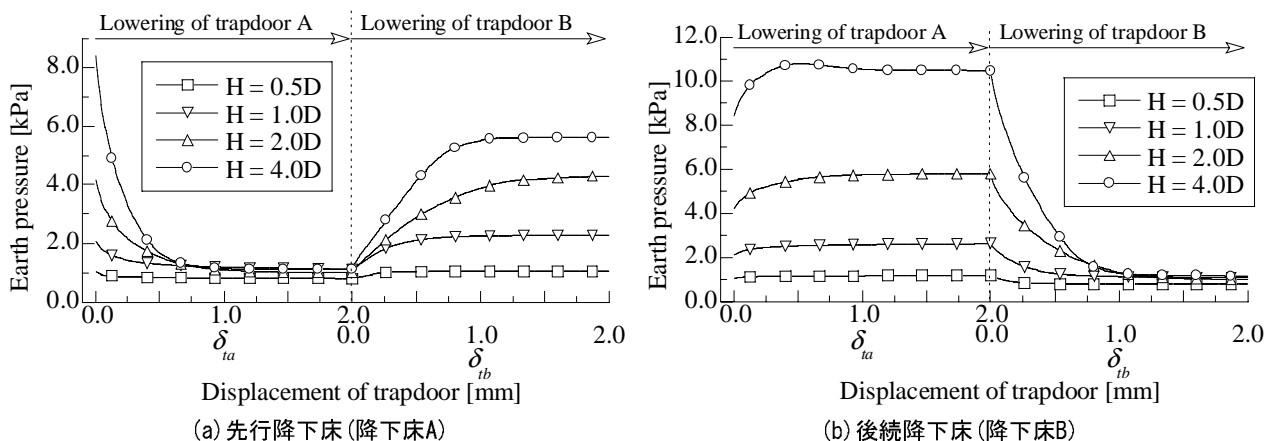 Lowering of trapdoor A
Lowering of trapdoor B
8.0
6.0
4.0
2.0
0.0
Earth pressure [kPa]
H = 0.5D
H = 1.0D
H = 2.0D
H = 4.0D
0.0 1.0 2.0
0.0 1.0 2.0
δta
δtb
Displacement of trapdoor [mm]
(a) 先行降下床(降下床A)
Lowering of trapdoor A
Lowering of trapdoor B
12.0
10.0
8.0
6.0
4.0
2.0
0.0
Earth pressure [kPa]
H = 0.5D
H = 1.0D
H = 2.0D
H = 4.0D
0.0 1.0 2.0
0.0 1.0 2.0
δta
δtb
Displacement of trapdoor [mm]
(b) 後続降下床(降下床B)